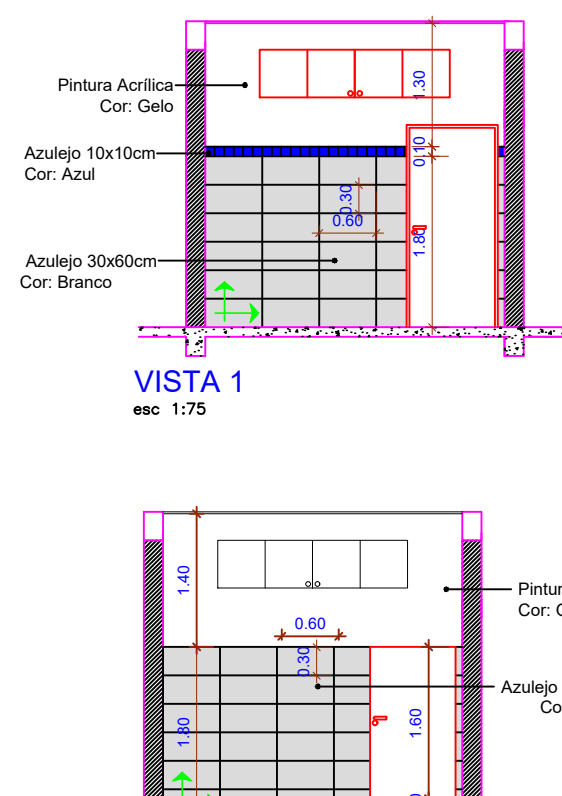 1.30
Pintura Acrílica
Cor: Gelo
Azulejo 10x10cm
Cor: Azul
0.10
0.30
0.60
1.80
Azulejo 30x60cm
Cor: Branco
VISTA 1
esc 1:75
1.40
Cor:
0.60
0.30
Azulejo
1.80
1.60